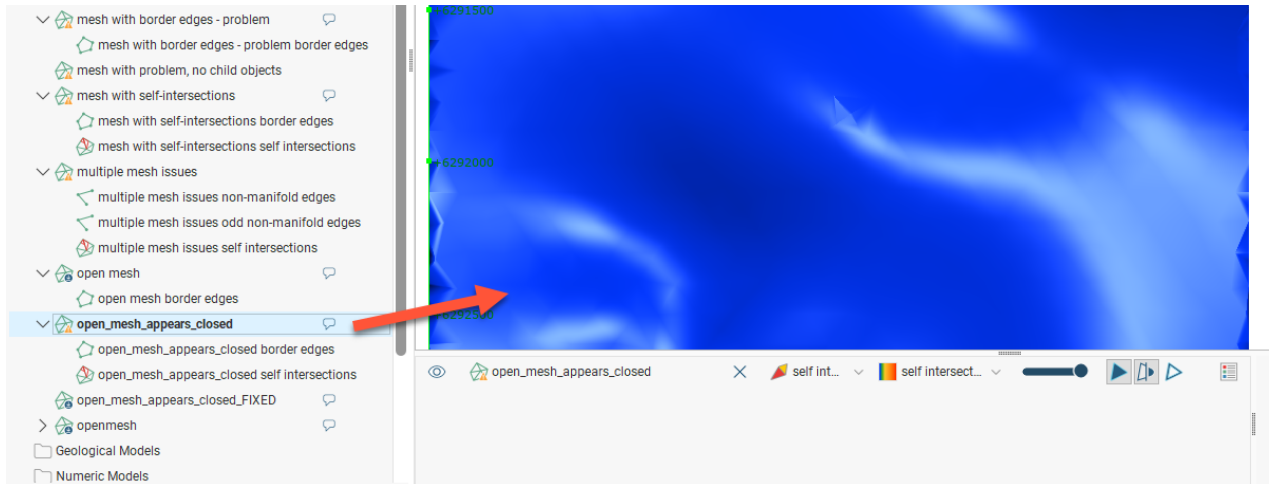 mesh with border edges - problem
mesh with border edges - problem border edges
mesh with problem, no child objects
mesh with self-intersections
mesh with self-intersections border edges
mesh with self-intersections self intersections
multiple mesh issues
multiple mesh issues non-manifold edges
multiple mesh issues odd non-manifold edges
multiple mesh issues self intersections
open mesh
open mesh border edges
open_mesh_appears_closed
open_mesh_appears_closed border edges
open_mesh_appears_closed self intersections
open_mesh_appears_closed_FIXED
openmesh
Geological Models
Numeric Models
+6291500
+6292000
+6292500
open_mesh_appears_closed
self int...
self intersect...